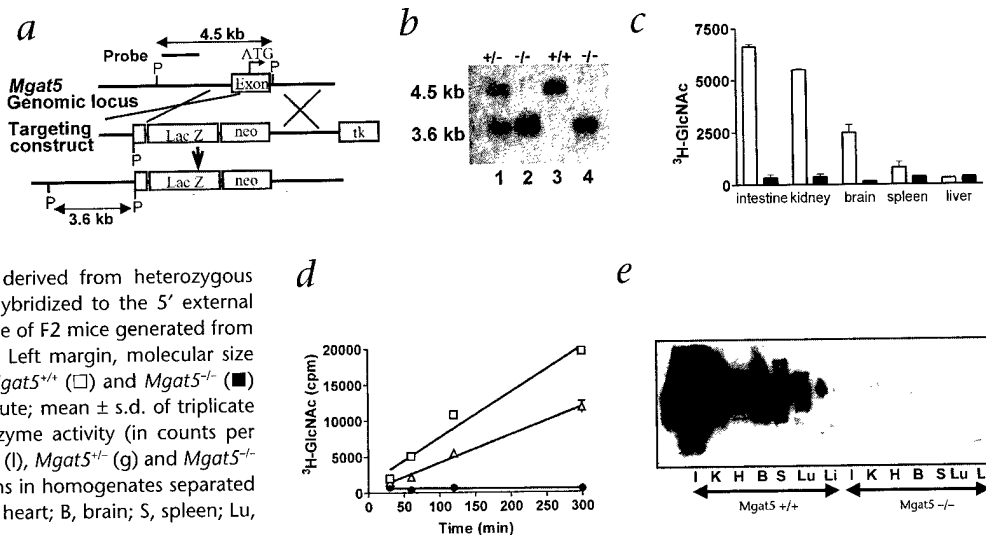 a
4.5 kb
Probe
ATG
P
P
Exon
Mgat5
Genomic locus
Targeting
construct
Lac Z
neo
tk
P
Lac Z
neo
P
P
3.6 kb
b
+/- -/- +/+ -/-
4.5 kb
3.6 kb
1 2 3 4
c
7500
5000
2500
0
³H-GlcNAc
intestine kidney brain spleen liver
derived from heterozygous
ybridized to the 5′ external
e of F2 mice generated from
Left margin, molecular size
gat5+/+ (□) and Mgat5–/– (■)
ute; mean ± s.d. of triplicate
zyme activity (in counts per
(l), Mgat5+/– (g) and Mgat5–/–
ns in homogenates separated
heart; B, brain; S, spleen; Lu,
d
20000
15000
10000
5000
0
³H-GlcNAc (cpm)
0 50 100 150 200 250 300
Time (min)
e
I K H B S Lu Li I K H B S Lu L
Mgat5 +/+ Mgat5 –/–